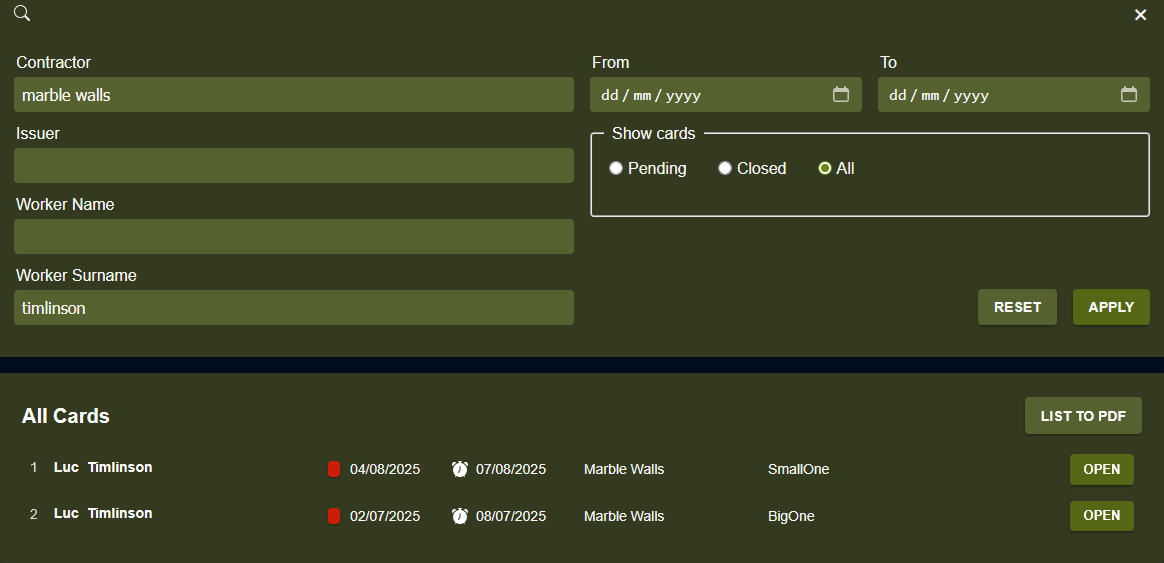 Contractor
marble walls
Issuer
Worker Name
Worker Surname
timlinson
From
dd/mm/yyyy
To
dd/mm/yyyy
Show cards
Pending Closed All
RESET APPLY
All Cards
LIST TO PDF
1 Luc Timlinson 04/08/2025 07/08/2025 Marble Walls SmallOne OPEN
2 Luc Timlinson 02/07/2025 08/07/2025 Marble Walls BigOne OPEN